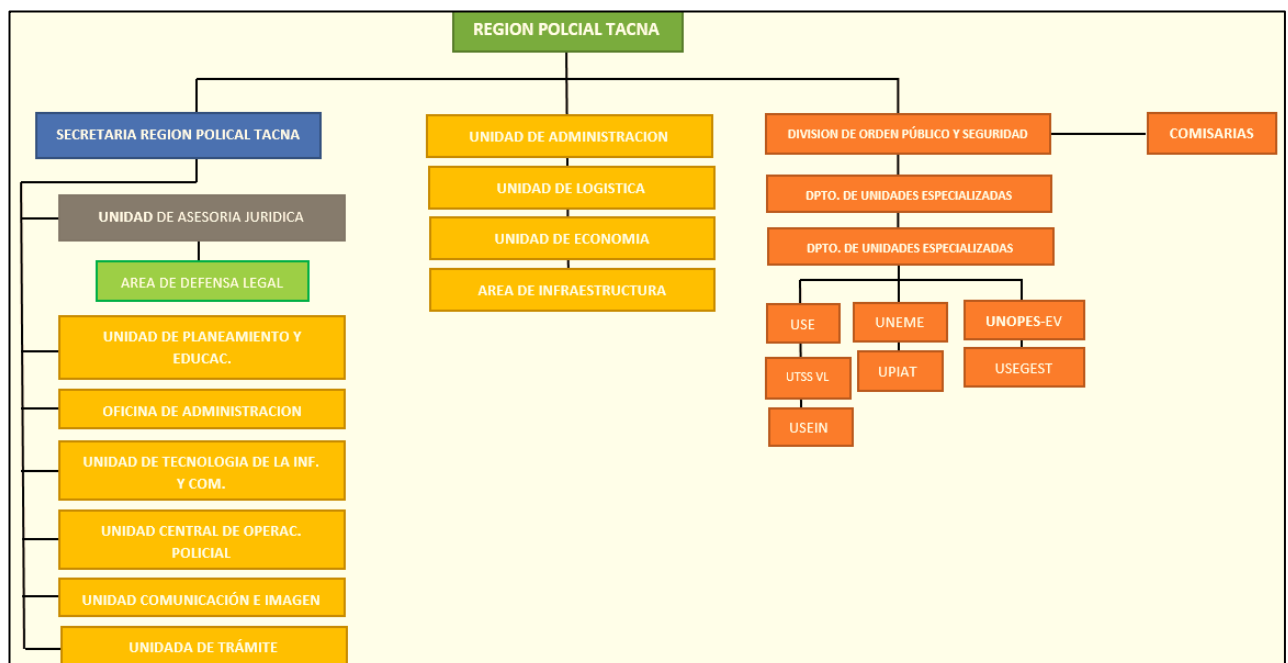 REGION POLCIAL TACNA
SECRETARIA REGION POLICAL TACNA
UNIDAD DE ASESORIA JURIDICA
AREA DE DEFENSA LEGAL
UNIDAD DE PLANEAMIENTO Y
EDUCAC.
OFICINA DE ADMINISTRACION
UNIDAD DE TECNOLOGIA DE LA INF.
Y COM.
UNIDAD CENTRAL DE OPERAC.
POLICIAL
UNIDAD COMUNICACIÓN E IMAGEN
UNIDADA DE TRÁMITE
UNIDAD DE ADMINISTRACION
UNIDAD DE LOGISTICA
UNIDAD DE ECONOMIA
AREA DE INFRAESTRUCTURA
DIVISION DE ORDEN PÚBLICO Y SEGURIDAD
COMISARIAS
DPTO. DE UNIDADES ESPECIALIZADAS
DPTO. DE UNIDADES ESPECIALIZADAS
USE
UTSS VL
USEIN
UNEME
UPIAT
UNOPES-EV
USEGEST